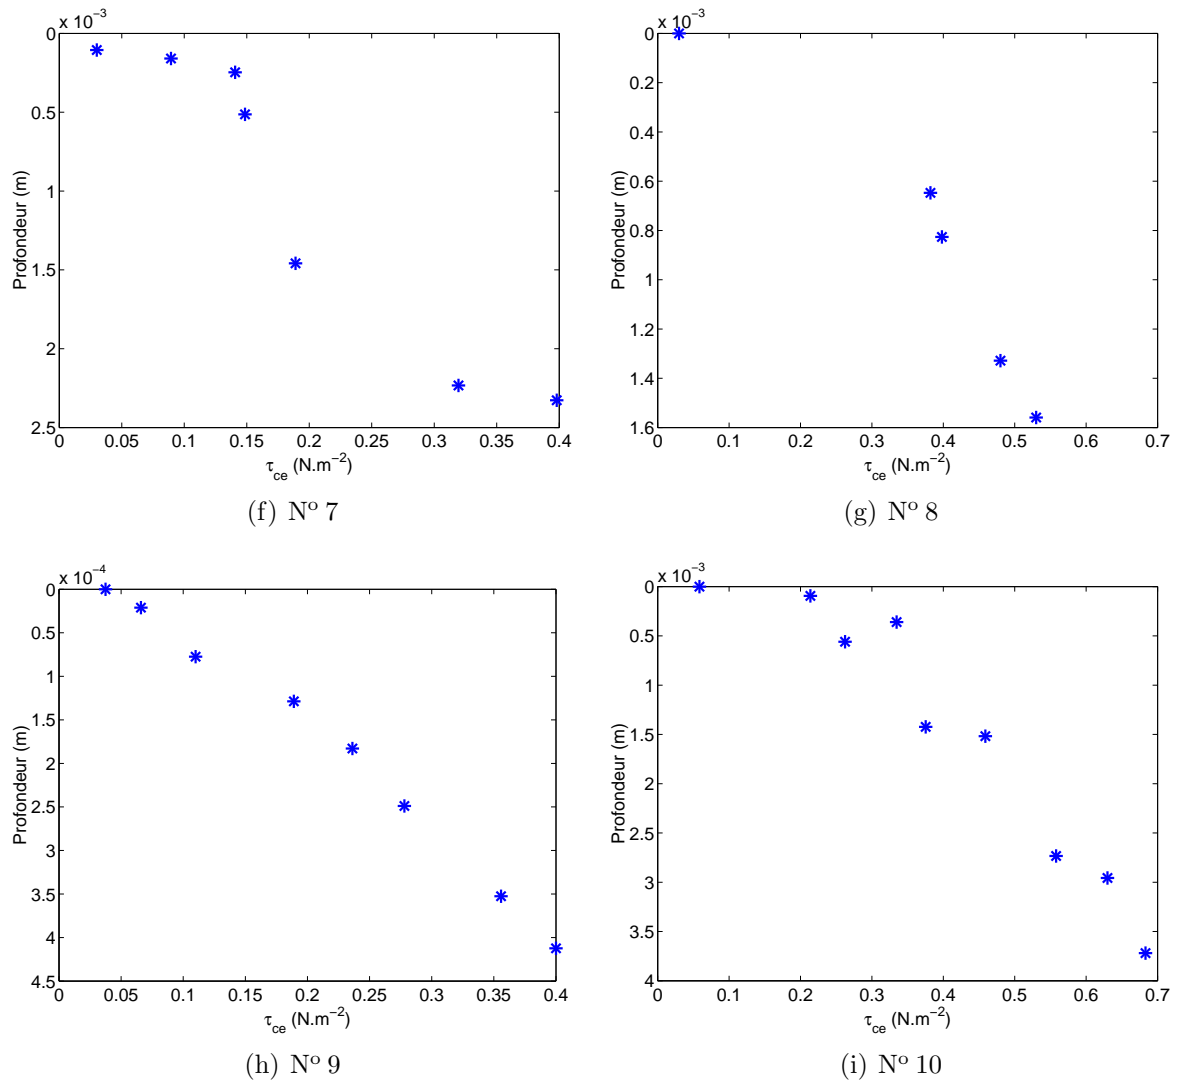 x 10⁻³
0
0.5
1
1.5
2
2.5
0 0.05 0.1 0.15 0.2 0.25 0.3 0.35 0.4
Profondeur (m)
τce (N.m⁻²)
(f) Nº 7
x 10⁻³
0
0.2
0.4
0.6
0.8
1
1.2
1.4
1.6
0 0.1 0.2 0.3 0.4 0.5 0.6 0.7
Profondeur (m)
τce (N.m⁻²)
(g) Nº 8
x 10⁻⁴
0
0.5
1
1.5
2
2.5
3
3.5
4
4.5
0 0.05 0.1 0.15 0.2 0.25 0.3 0.35 0.4
Profondeur (m)
τce (N.m⁻²)
(h) Nº 9
x 10⁻³
0
0.5
1
1.5
2
2.5
3
3.5
4
0 0.1 0.2 0.3 0.4 0.5 0.6 0.7
Profondeur (m)
τce (N.m⁻²)
(i) Nº 10